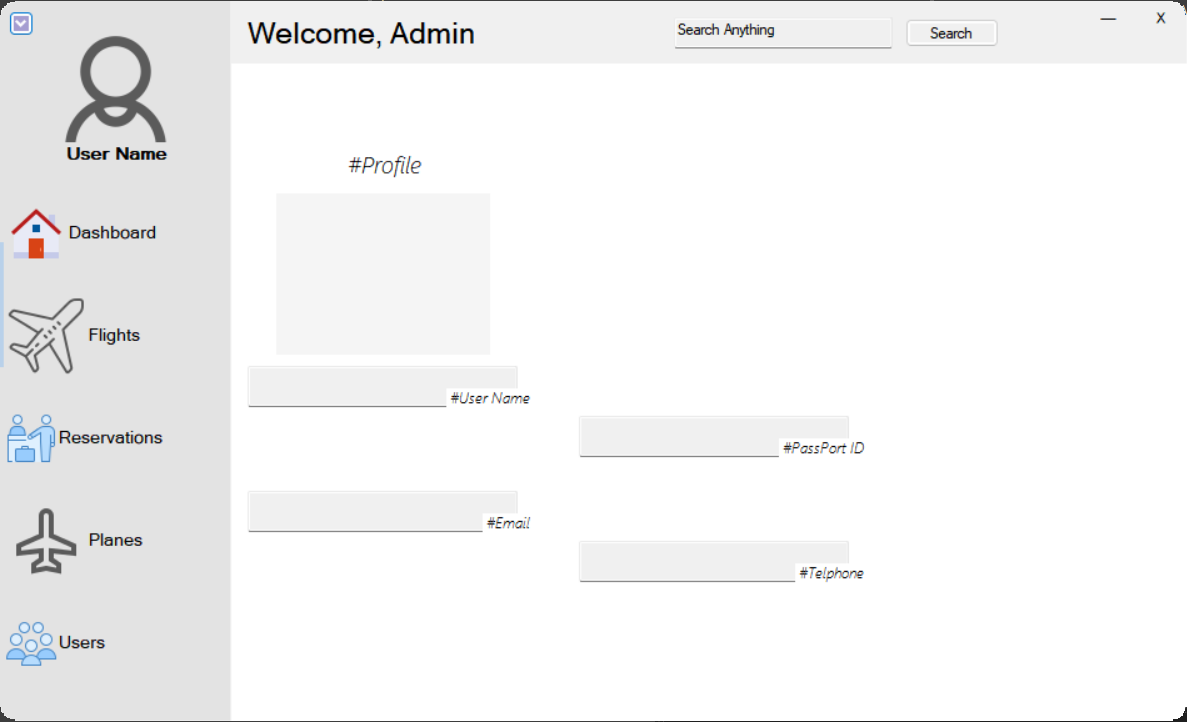 Welcome, Admin
Search Anything
Search
X
User Name
Dashboard
Flights
Reservations
Planes
Users
#Profile
#User Name
#PassPort ID
#Email
#Telphone